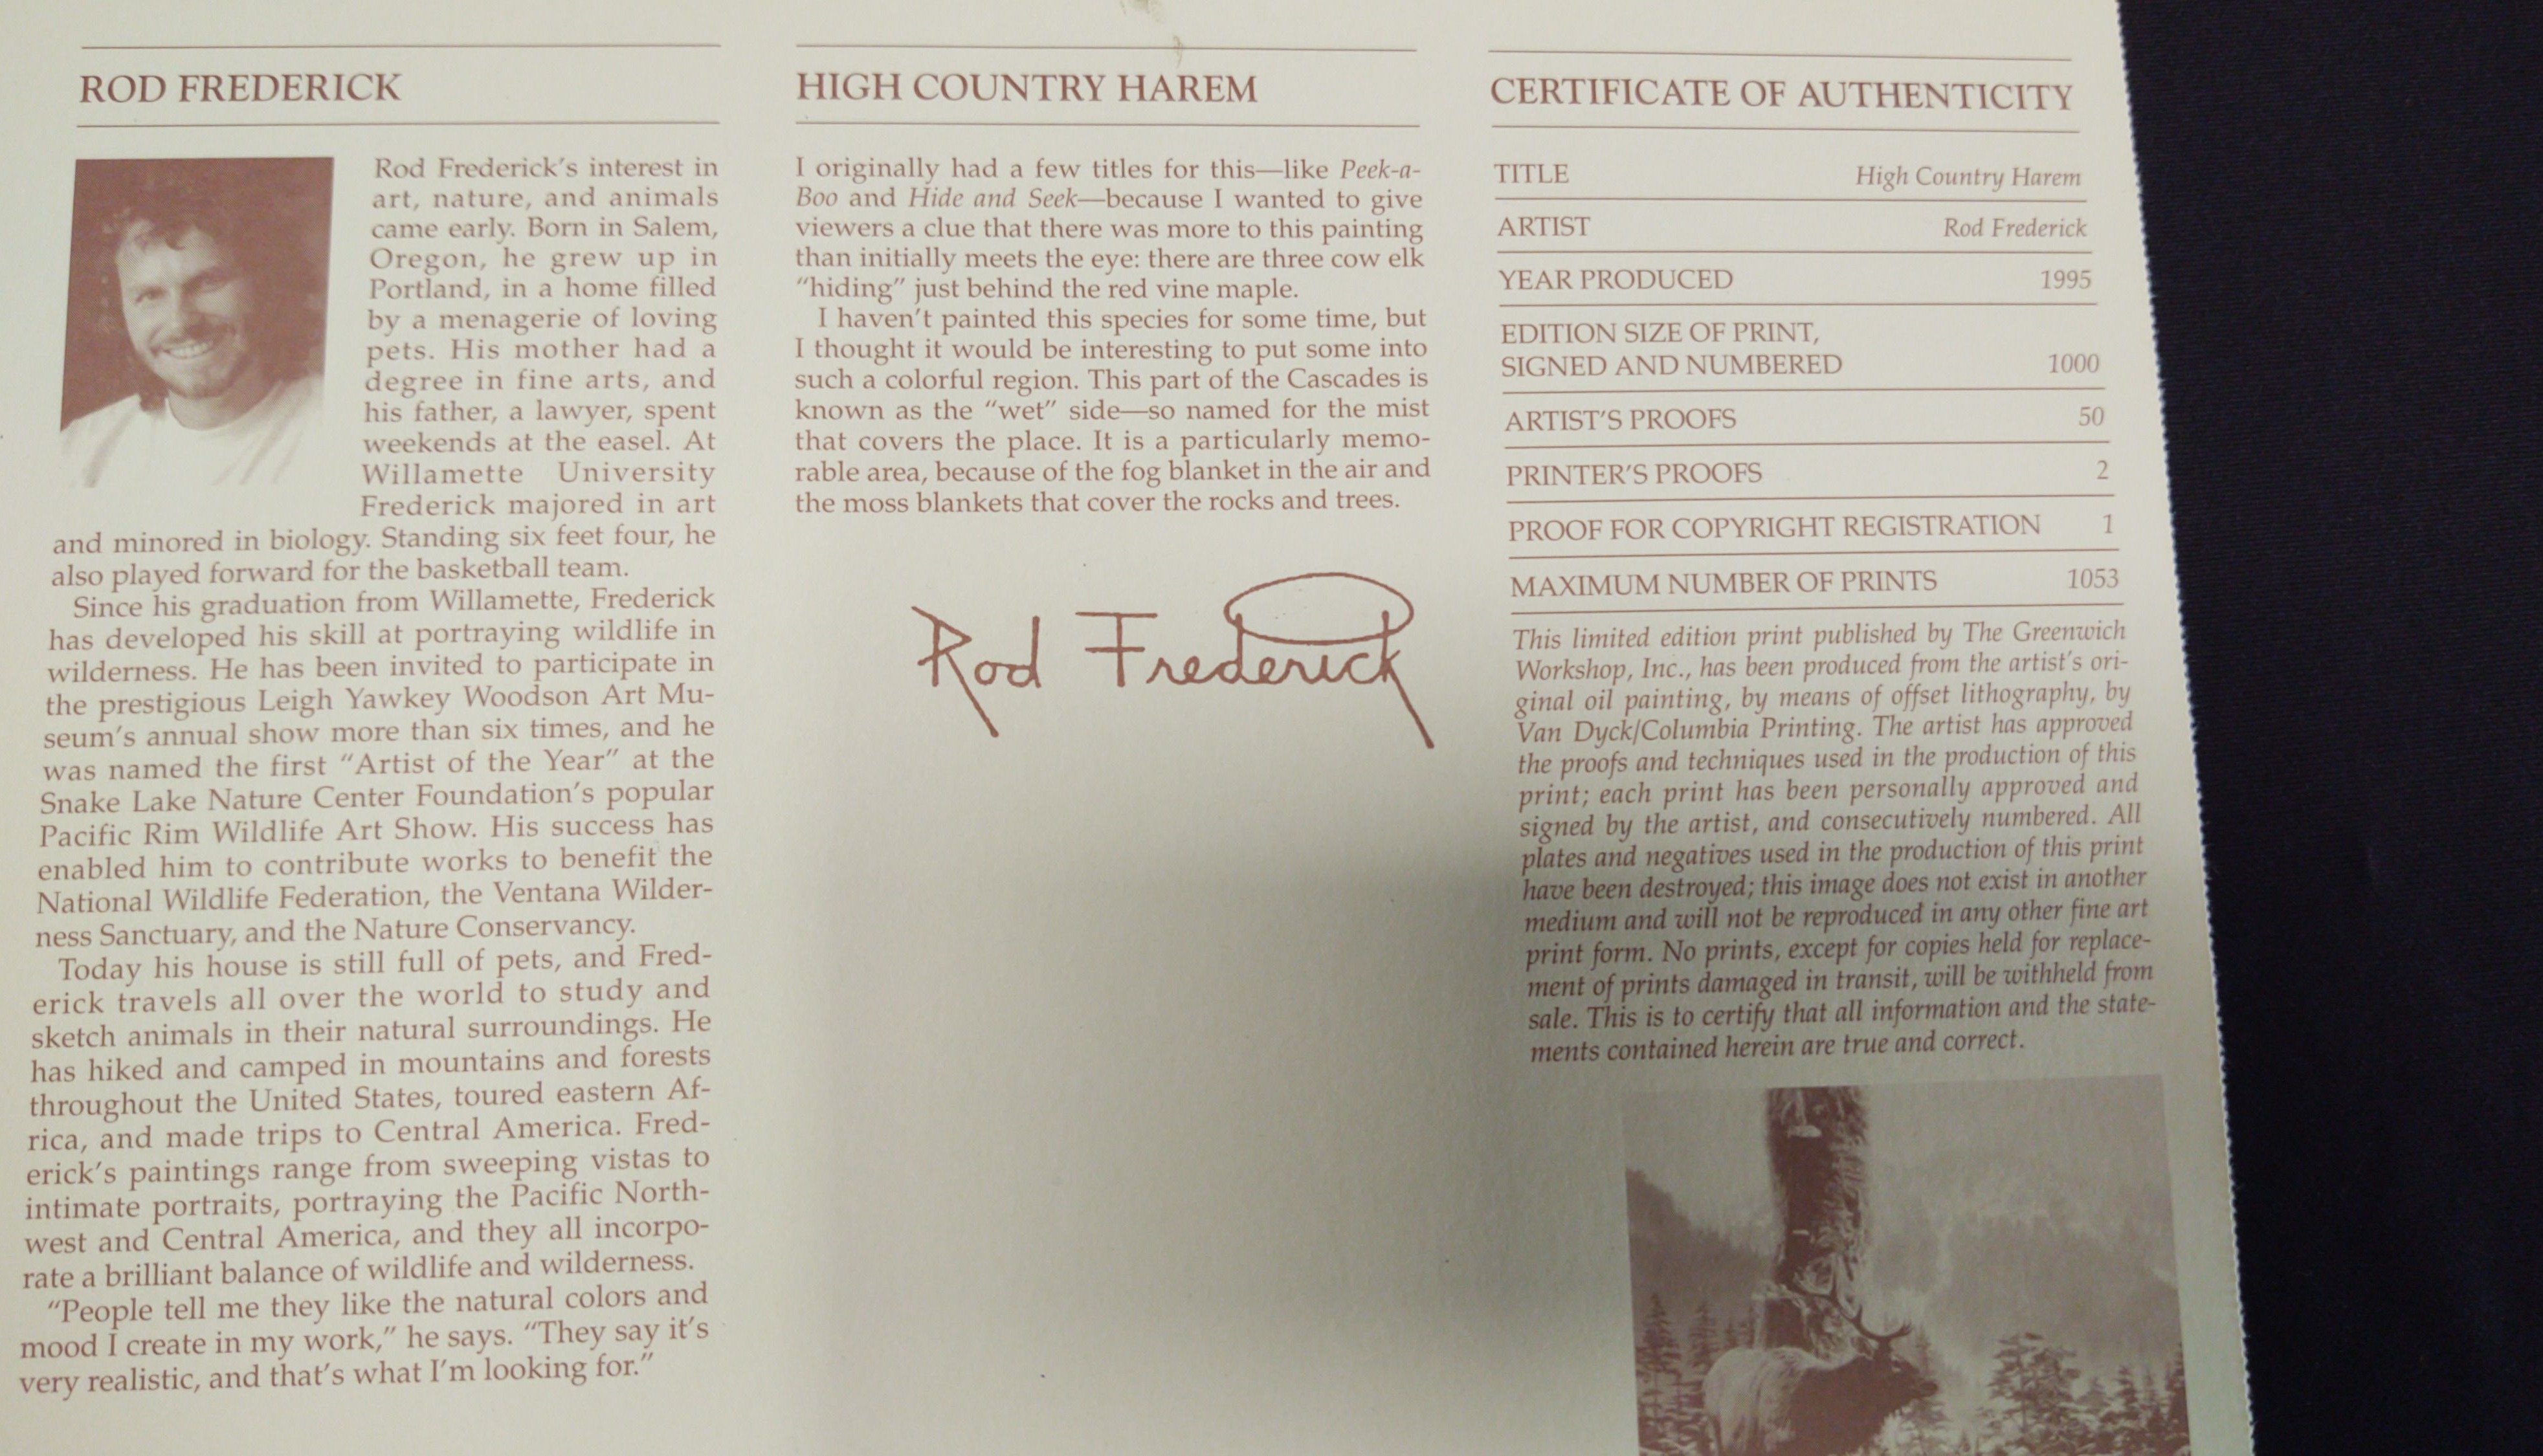 ROD FREDERICK
Rod Frederick's interest in
art, nature, and animals
came early. Born in Salem,
Oregon, he grew up in
Portland, in a home filled
by a menagerie of loving
pets. His mother had a
degree in fine arts, and
his father, a lawyer, spent
weekends at the easel. At
Willamette University
Frederick majored in art
and minored in biology. Standing six feet four, he
also played forward for the basketball team.
Since his graduation from Willamette, Frederick
has developed his skill at portraying wildlife in
wilderness. He has been invited to participate in
the prestigious Leigh Yawkey Woodson Art Mu-
seum's annual show more than six times, and he
was named the first "Artist of the Year" at the
Snake Lake Nature Center Foundation's popular
Pacific Rim Wildlife Art Show. His success has
enabled him to contribute works to benefit the
National Wildlife Federation, the Ventana Wilder-
ness Sanctuary, and the Nature Conservancy.
Today his house is still full of pets, and Fred-
erick travels all over the world to study and
sketch animals in their natural surroundings. He
has hiked and camped in mountains and forests
throughout the United States, toured eastern Af-
rica, and made trips to Central America. Fred-
erick's paintings range from sweeping vistas to
intimate portraits, portraying the Pacific North-
west and Central America, and they all incorpo-
rate a brilliant balance of wildlife and wilderness.
"People tell me they like the natural colors and
mood I create in my work," he says. "They say it's
very realistic, and that's what I'm looking for."
HIGH COUNTRY HAREM
I originally had a few titles for this—like Peek-a-
Boo and Hide and Seek—because I wanted to give
viewers a clue that there was more to this painting
than initially meets the eye: there are three cow elk
"hiding" just behind the red vine maple.
I haven't painted this species for some time, but
I thought it would be interesting to put some into
such a colorful region. This part of the Cascades is
known as the "wet" side—so named for the mist
that covers the place. It is a particularly memo-
rable area, because of the fog blanket in the air and
the moss blankets that cover the rocks and trees.
Rod Frederick
CERTIFICATE OF AUTHENTICITY
TITLE High Country Harem
ARTIST Rod Frederick
YEAR PRODUCED 1995
EDITION SIZE OF PRINT,
SIGNED AND NUMBERED 1000
ARTIST'S PROOFS 50
PRINTER'S PROOFS 2
PROOF FOR COPYRIGHT REGISTRATION 1
MAXIMUM NUMBER OF PRINTS 1053
This limited edition print published by The Greenwich
Workshop, Inc., has been produced from the artist's ori-
ginal oil painting, by means of offset lithography, by
Van Dyck/Columbia Printing. The artist has approved
the proofs and techniques used in the production of this
print; each print has been personally approved and
signed by the artist, and consecutively numbered. All
plates and negatives used in the production of this print
have been destroyed; this image does not exist in another
medium and will not be reproduced in any other fine art
print form. No prints, except for copies held for replace-
ment of prints damaged in transit, will be withheld from
sale. This is to certify that all information and the state-
ments contained herein are true and correct.